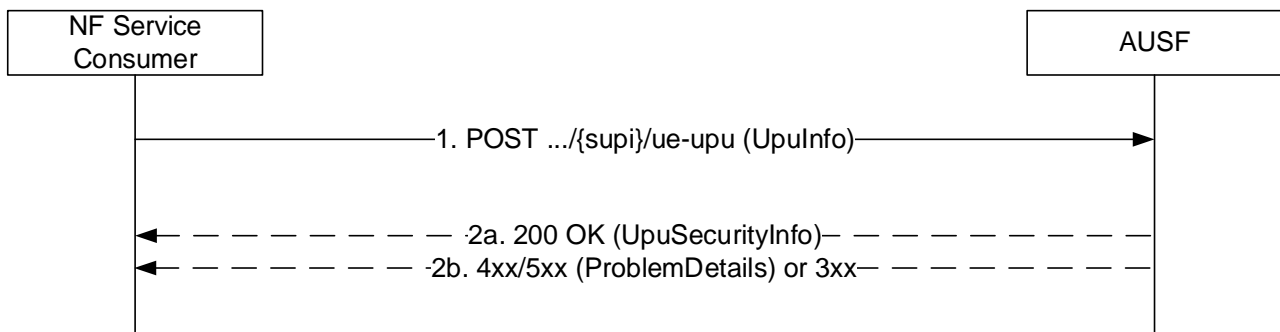 NF Service
Consumer
AUSF
1. POST .../{supi}/ue-upu (UpuInfo)
2a. 200 OK (UpuSecurityInfo)
2b. 4xx/5xx (ProblemDetails) or 3xx